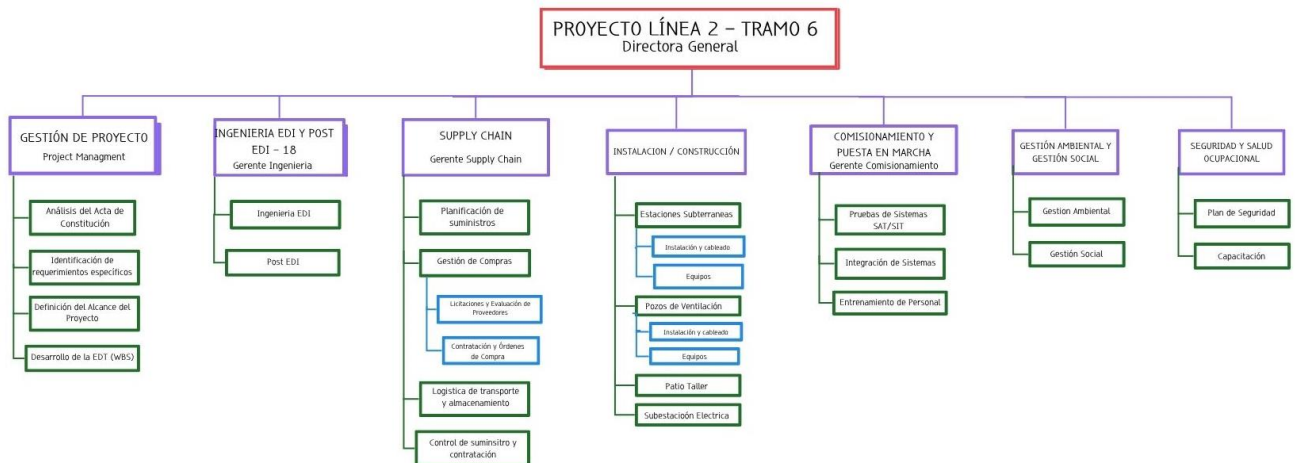 PROYECTO LÍNEA 2 – TRAMO 6
Directora General
GESTIÓN DE PROYECTO
Project Managment
Análisis del Acta de
Constitución
Identificación de
requerimientos específicos
Definición del Alcance del
Proyecto
Desarrollo de la EDT (WBS)
INGENIERIA EDI Y POST
EDI – 18
Gerente Ingenieria
Ingenieria EDI
Post EDI
SUPPLY CHAIN
Gerente Supply Chain
Planificación de
suministros
Gestión de Compras
Licitaciones y Evaluación de
Proveedores
Contratación y Órdenes
de Compra
Logistica de transporte
y almacenamiento
Control de suminsitro y
contratación
INSTALACION / CONSTRUCCIÓN
Estaciones Subterraneas
Instalación y cableado
Equipos
Pozos de Ventilación
Instalación y cableado
Equipos
Patio Taller
Subestacioón Electrica
COMISIONAMIENTO Y
PUESTA EN MARCHA
Gerente Comisionamiento
Pruebas de Sistemas
SAT/SIT
Integración de Sistemas
Entrenamiento de Personal
GESTIÓN AMBIENTAL Y
GESTIÓN SOCIAL
Gestion Ambiental
Gestión Social
SEGURIDAD Y SALUD
OCUPACIONAL
Plan de Seguridad
Capacitación